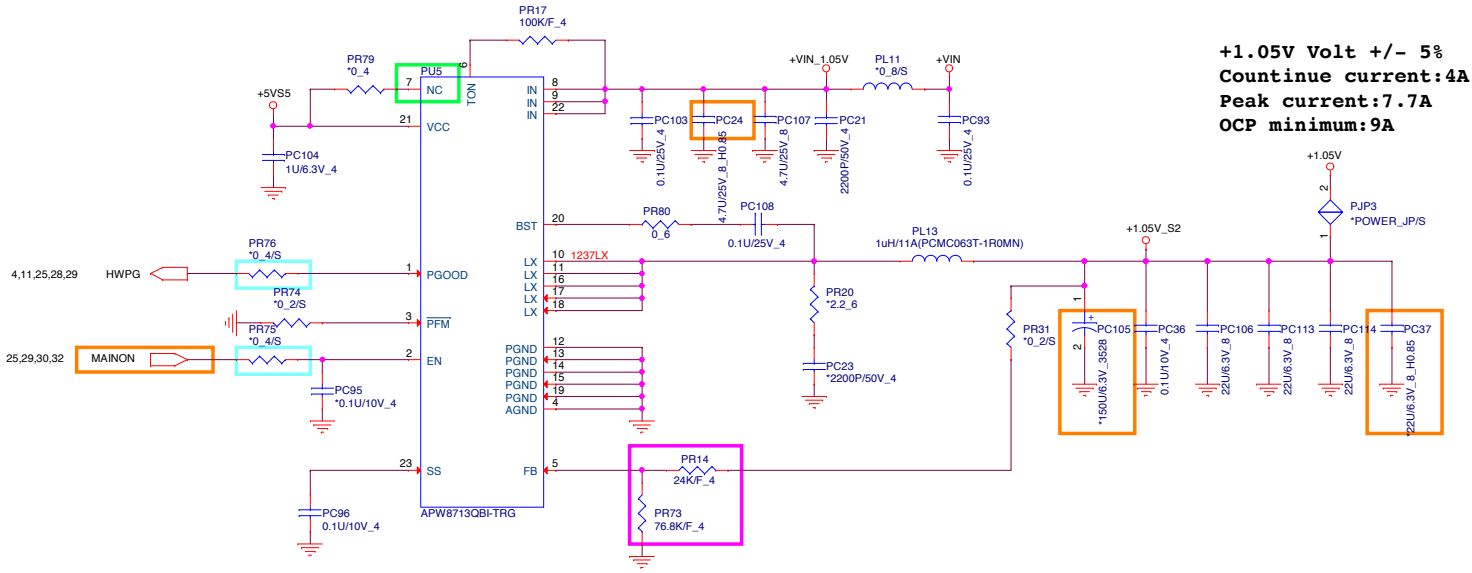 PR17
100K/F_4
+1.05V Volt +/- 5%
Countinue current:4A
Peak current:7.7A
OCP minimum:9A
PR79
*0_4
+5VS5
PU5
7
NC
6
TON
21
VCC
PC104
1U/6.3V_4
IN
8
IN
9
IN
22
+VIN_1.05V
PL11
*0_8/S
+VIN
PC103
0.1U/25V_4
PC24
4.7U/25V_8_H0.85
PC107
4.7U/25V_8
PC21
2200P/50V_4
PC93
0.1U/25V_4
+1.05V
2
PJP3
*POWER_JP/S
1
BST
20
PR80
0_6
PC108
0.1U/25V_4
4,11,25,28,29
HWPG
PR76
*0_4/S
1
PGOOD
PR74
*0_2/S
3
PFM
25,29,30,32
MAINON
PR75
*0_4/S
2
EN
PC95
*0.1U/10V_4
LX
10
1237LX
LX
11
LX
16
LX
17
LX
18
PL13
1uH/11A(PCMC063T-1R0MN)
+1.05V_S2
PR20
*2.2_6
PC23
*2200P/50V_4
PGND
12
PGND
13
PGND
14
PGND
15
PGND
19
AGND
4
PR31
*0_2/S
1
+
2
PC105
*150U/6.3V_3528
PC36
0.1U/10V_4
PC106
22U/6.3V_8
PC113
22U/6.3V_8
PC114
22U/6.3V_8
PC37
*22U/6.3V_8_H0.85
23
SS
PC96
0.1U/10V_4
FB
5
PR14
24K/F_4
PR73
76.8K/F_4
APW8713QBI-TRG